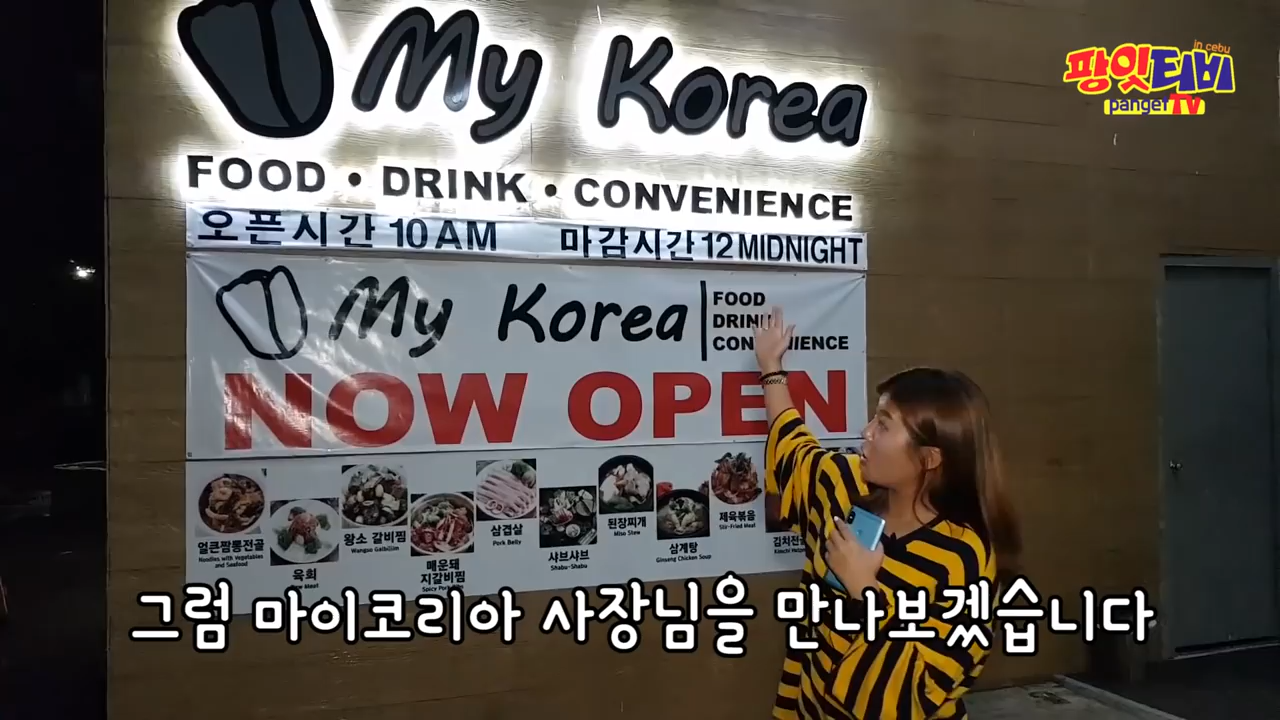 My Korea
in cebu
팡잇티비
pangetTV
FOOD • DRINK • CONVENIENCE
오픈시간 10 AM 마감시간 12 MIDNIGHT
My Korea
FOOD
DRINK
CONVENIENCE
NOW OPEN
얼큰짬뽕전골
Noodles with Vegetables
and Seafood
육회
왕소 갈비찜
Wangso Galbijjim
매운돼
지갈비찜
삼겹살
Pork Belly
샤브샤브
Shabu-Shabu
된장찌개
Miso Stew
삼계탕
Ginseng Chicken Soup
제육볶음
Stir-Fried Meat
김치전골
그럼 마이코리아 사장님을 만나보겠습니다